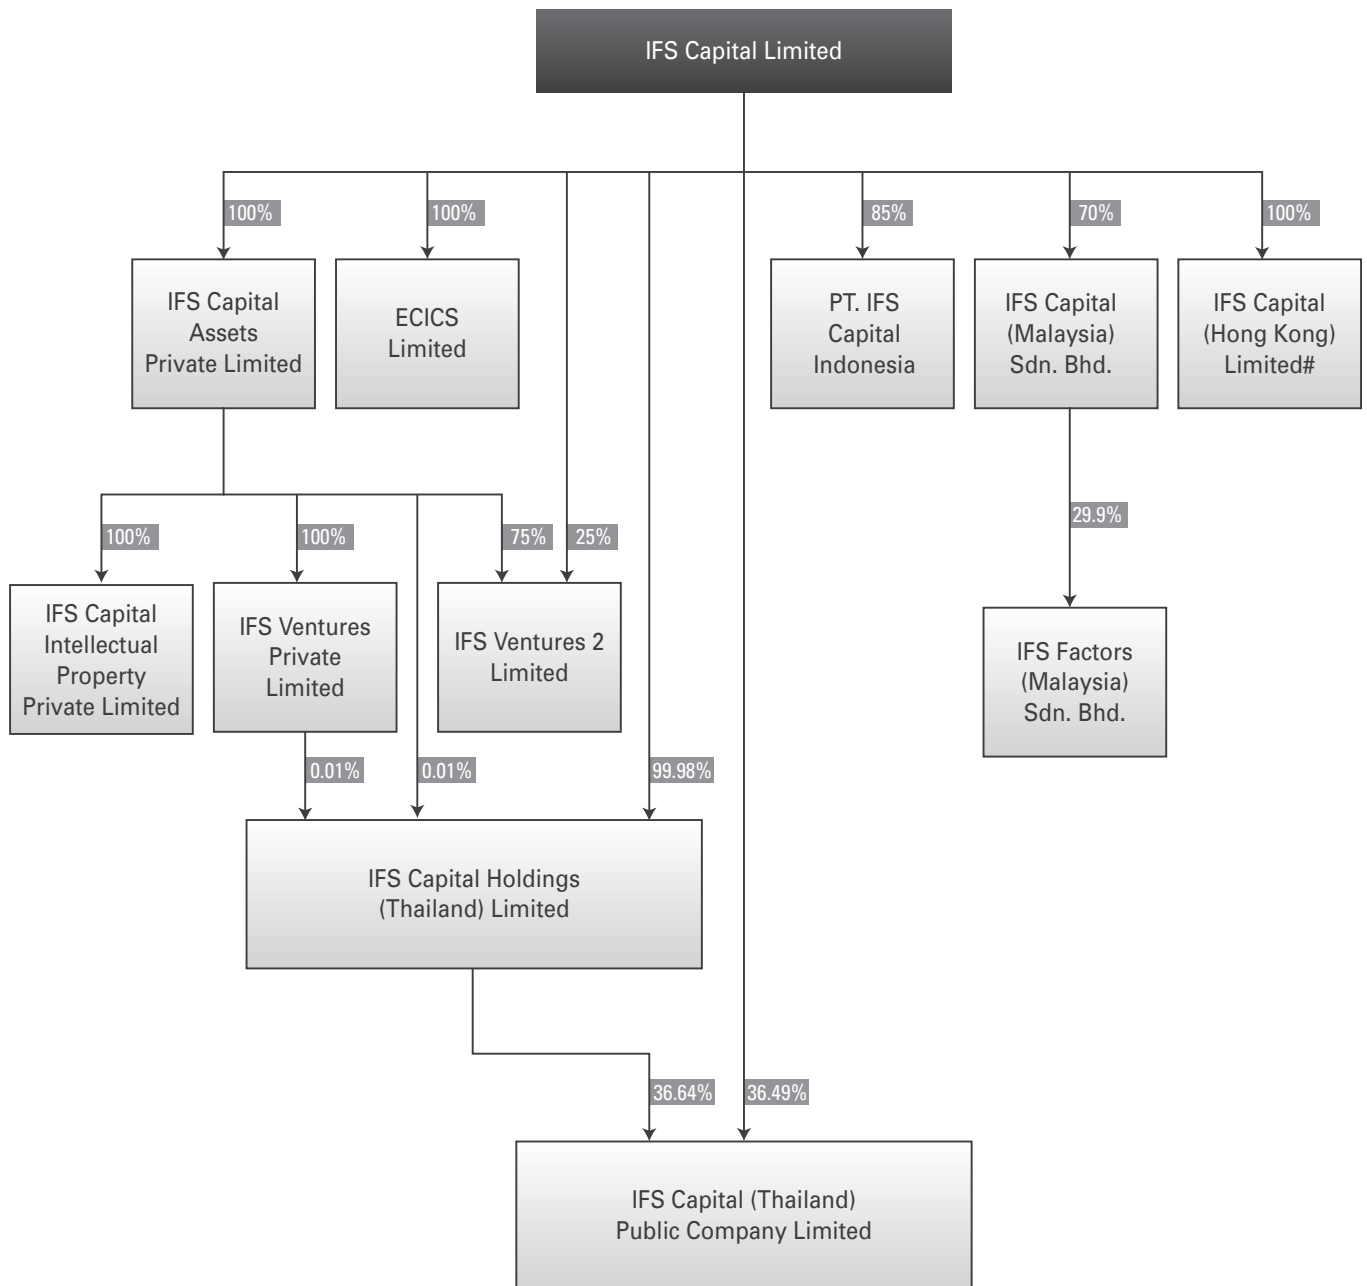 IFS Capital Limited
100%
100%
85%
70%
100%
IFS Capital
Assets
Private Limited
ECICS
Limited
PT. IFS
Capital
Indonesia
IFS Capital
(Malaysia)
Sdn. Bhd.
IFS Capital
(Hong Kong)
Limited#
100%
100%
75%
25%
29.9%
IFS Capital
Intellectual
Property
Private Limited
IFS Ventures
Private
Limited
IFS Ventures 2
Limited
IFS Factors
(Malaysia)
Sdn. Bhd.
0.01%
0.01%
99.98%
IFS Capital Holdings
(Thailand) Limited
36.64%
36.49%
IFS Capital (Thailand)
Public Company Limited